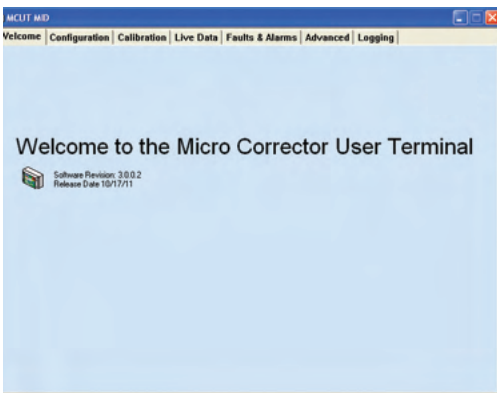 MCUT MID
Welcome Configuration Calibration Live Data Faults & Alarms Advanced Logging
Welcome to the Micro Corrector User Terminal
Software Revision: 3.0.0.2
Release Date 10/17/11